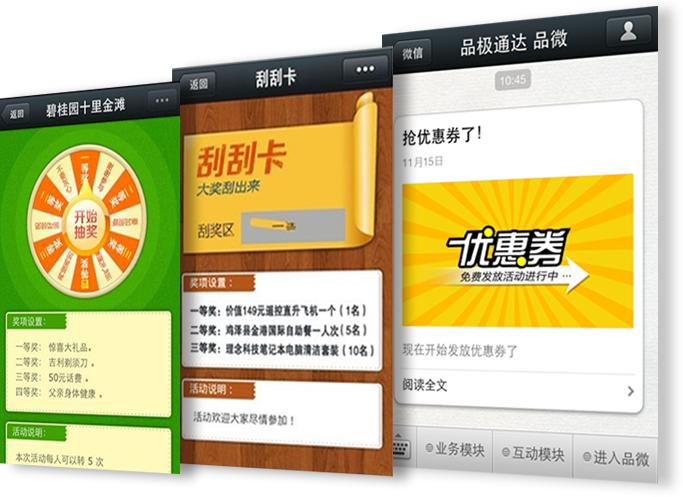 返回
碧桂园十里金滩
开始
抽奖
奖项设置：
一等奖： 惊喜大礼品。
二等奖： 吉利剃须刀 。
三等奖： 50元话费 。
四等奖： 父亲身体健康 。
活动说明：
本次活动每人可以转 5 次
返回
刮刮卡
刮刮卡
大奖刮出来
刮奖区
奖项设置：
一等奖： 价值149元遥控直升飞机一个（1名）
二等奖： 鸡泽县金港国际自助餐一人次（5名）
三等奖： 理念科技笔记本电脑清洁套装（10名）
活动说明：
活动欢迎大家尽情参加！
微信
品极通达 品微
10:45
抢优惠券了!
11月15日
优惠券
免费发放活动进行中
现在开始发放优惠券了
阅读全文
业务模块
互动模块
进入品微